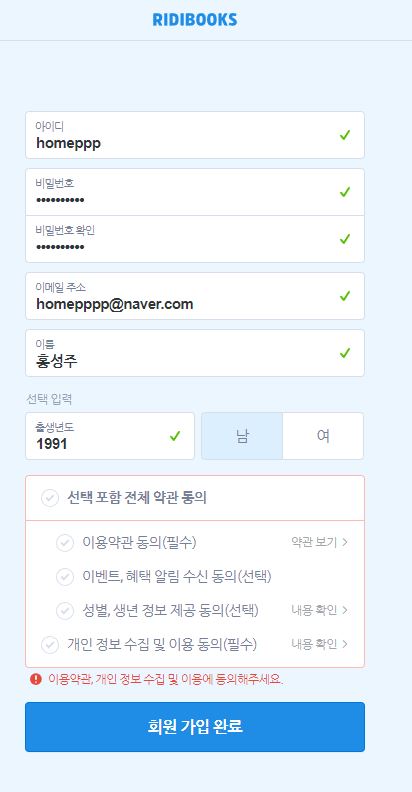 RIDIBOOKS
아이디
homeppp
비밀번호
••••••••••
비밀번호 확인
••••••••••
이메일 주소
homepppp@naver.com
이름
홍성주
선택 입력
출생년도
1991
남 여
선택 포함 전체 약관 동의
이용약관 동의(필수) 약관 보기 >
이벤트, 혜택 알림 수신 동의(선택)
성별, 생년 정보 제공 동의(선택) 내용 확인 >
개인 정보 수집 및 이용 동의(필수) 내용 확인 >
이용약관, 개인 정보 수집 및 이용에 동의해주세요.
회원 가입 완료